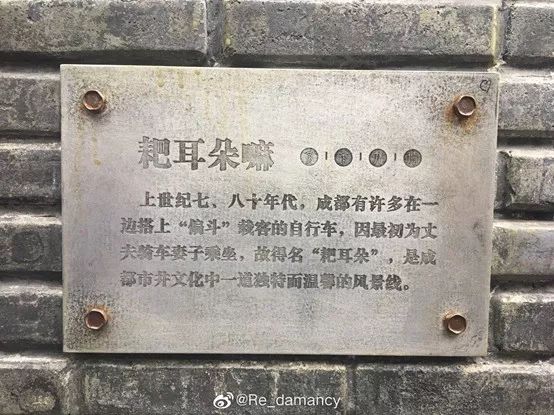 耙耳朵嘛
上世纪七、八十年代，成都有许多在一
边搭上“偏斗”载客的自行车，因最初为丈
夫骑车妻子乘坐，故得名“耙耳朵”，是成
都市井文化中一道独特而温馨的风景线。
@Re_damancy